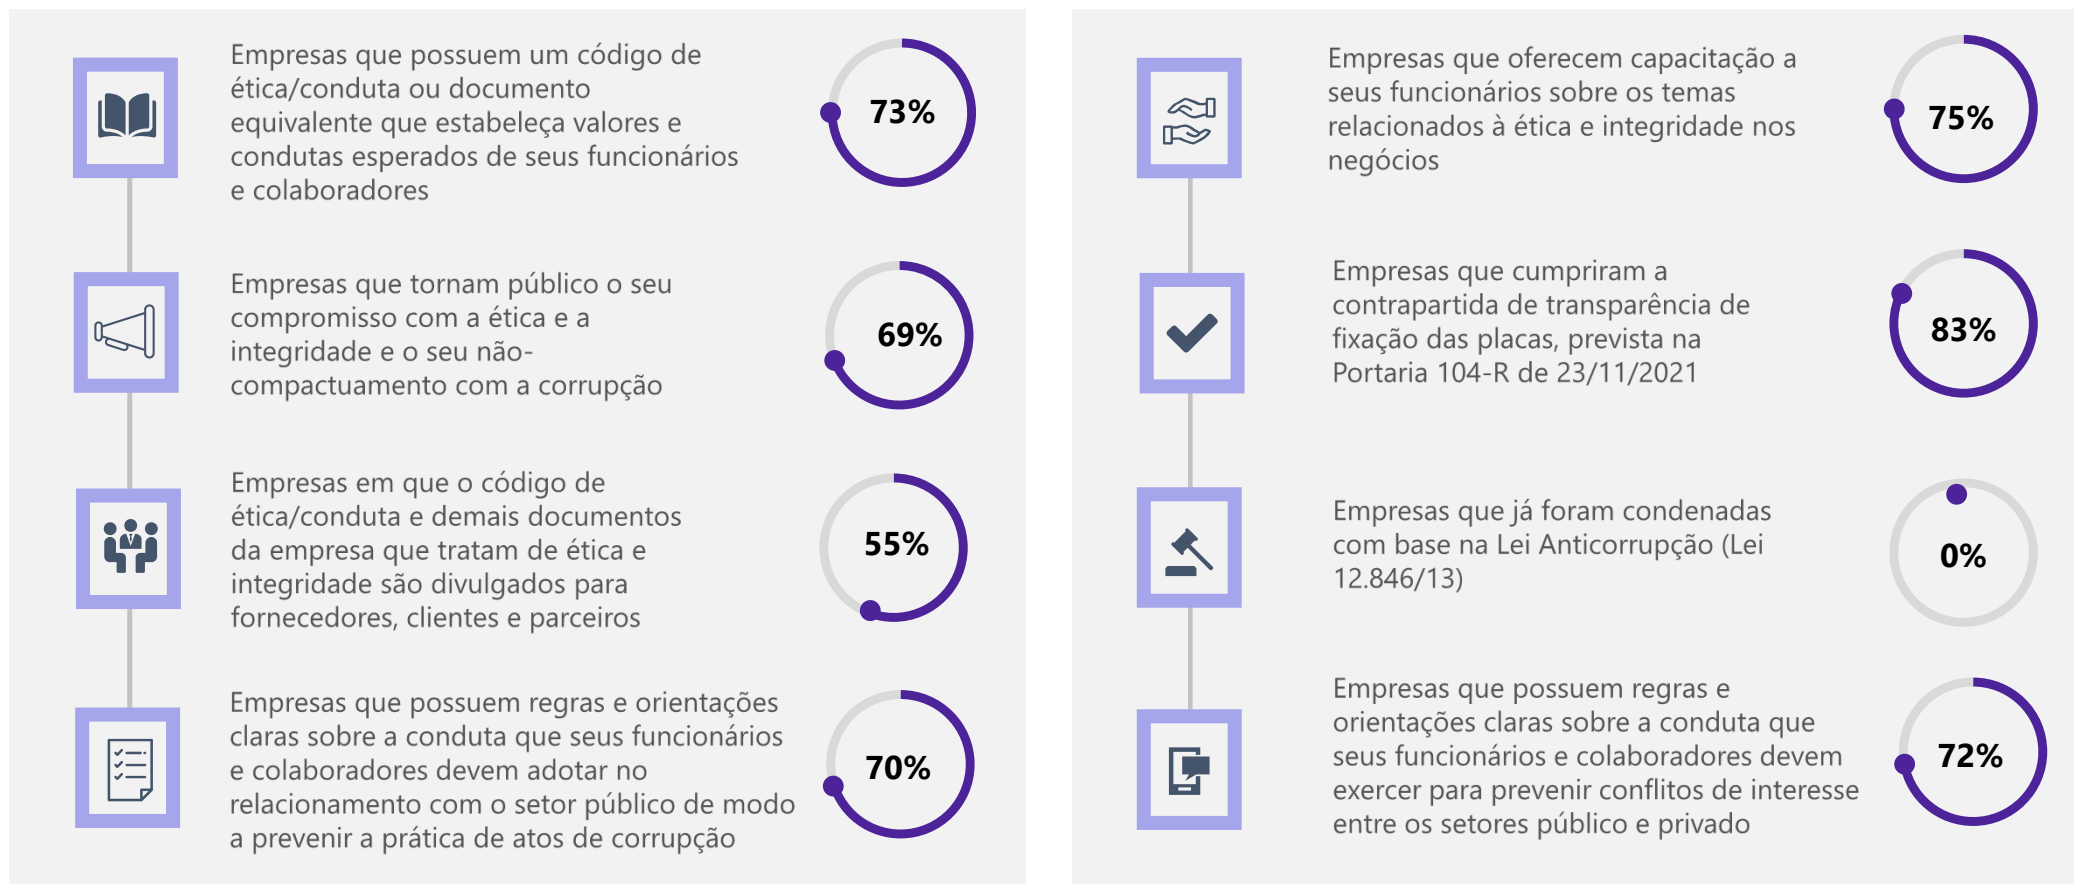 Empresas que possuem um código de
ética/conduta ou documento
equivalente que estabeleça valores e
condutas esperados de seus funcionários
e colaboradores
73%
Empresas que tornam público o seu
compromisso com a ética e a
integridade e o seu não-
compactuamento com a corrupção
69%
Empresas em que o código de
ética/conduta e demais documentos
da empresa que tratam de ética e
integridade são divulgados para
fornecedores, clientes e parceiros
55%
Empresas que possuem regras e orientações
claras sobre a conduta que seus funcionários
e colaboradores devem adotar no
relacionamento com o setor público de modo
a prevenir a prática de atos de corrupção
70%
Empresas que oferecem capacitação a
seus funcionários sobre os temas
relacionados à ética e integridade nos
negócios
75%
Empresas que cumpriram a
contrapartida de transparência de
fixação das placas, prevista na
Portaria 104-R de 23/11/2021
83%
Empresas que já foram condenadas
com base na Lei Anticorrupção (Lei
12.846/13)
0%
Empresas que possuem regras e
orientações claras sobre a conduta que
seus funcionários e colaboradores devem
exercer para prevenir conflitos de interesse
entre os setores público e privado
72%